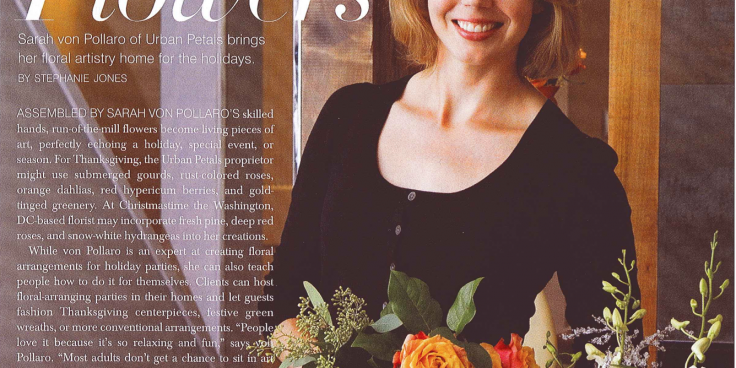 Flowers
Sarah von Pollaro of Urban Petals brings
her floral artistry home for the holidays.
BY STEPHANIE JONES
ASSEMBLED BY SARAH VON POLLARO'S skilled
hands, run-of-the-mill flowers become living pieces of
art, perfectly echoing a holiday, special event, or
season. For Thanksgiving, the Urban Petals proprietor
might use submerged gourds, rust-colored roses,
orange dahlias, red hypericum berries, and gold-
tinged greenery. At Christmastime the Washington,
DC-based florist may incorporate fresh pine, deep red
roses, and snow-white hydrangeas into her creations.
While von Pollaro is an expert at creating floral
arrangements for holiday parties, she can also teach
people how to do it for themselves. Clients can host
floral-arranging parties in their homes and let guests
fashion Thanksgiving centerpieces, festive green
wreaths, or more conventional arrangements. “People
love it because it's so relaxing and fun,” says von
Pollaro. “Most adults don't get a chance to sit in art